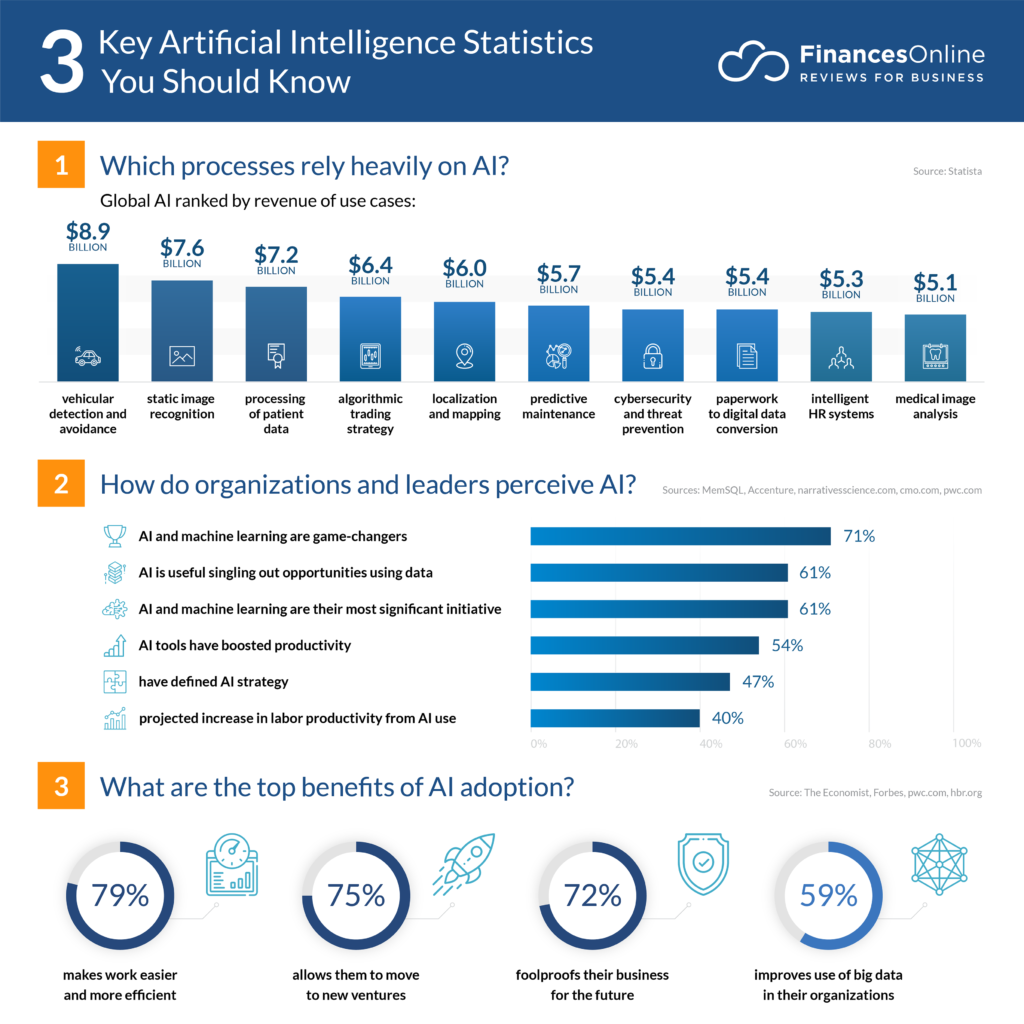 3
Key Artificial Intelligence Statistics
You Should Know
FinancesOnline
REVIEWS FOR BUSINESS
1
Which processes rely heavily on AI?
Source: Statista
Global AI ranked by revenue of use cases:
$8.9
BILLION
$7.6
BILLION
$7.2
BILLION
$6.4
BILLION
$6.0
BILLION
$5.7
BILLION
$5.4
BILLION
$5.4
BILLION
$5.3
BILLION
$5.1
BILLION
vehicular
detection and
avoidance
static image
recognition
processing
of patient
data
algorithmic
trading
strategy
localization
and mapping
predictive
maintenance
cybersecurity
and threat
prevention
paperwork
to digital data
conversion
intelligent
HR systems
medical image
analysis
2
How do organizations and leaders perceive AI?
Sources: MemSQL, Accenture, narrativesscience.com, cmo.com, pwc.com
AI and machine learning are game-changers
71%
AI is useful singling out opportunities using data
61%
AI and machine learning are their most significant initiative
61%
AI tools have boosted productivity
54%
have defined AI strategy
47%
projected increase in labor productivity from AI use
40%
0%
20%
40%
60%
80%
100%
3
What are the top benefits of AI adoption?
Source: The Economist, Forbes, pwc.com, hbr.org
79%
makes work easier
and more efficient
75%
allows them to move
to new ventures
72%
foolproofs their business
for the future
59%
improves use of big data
in their organizations